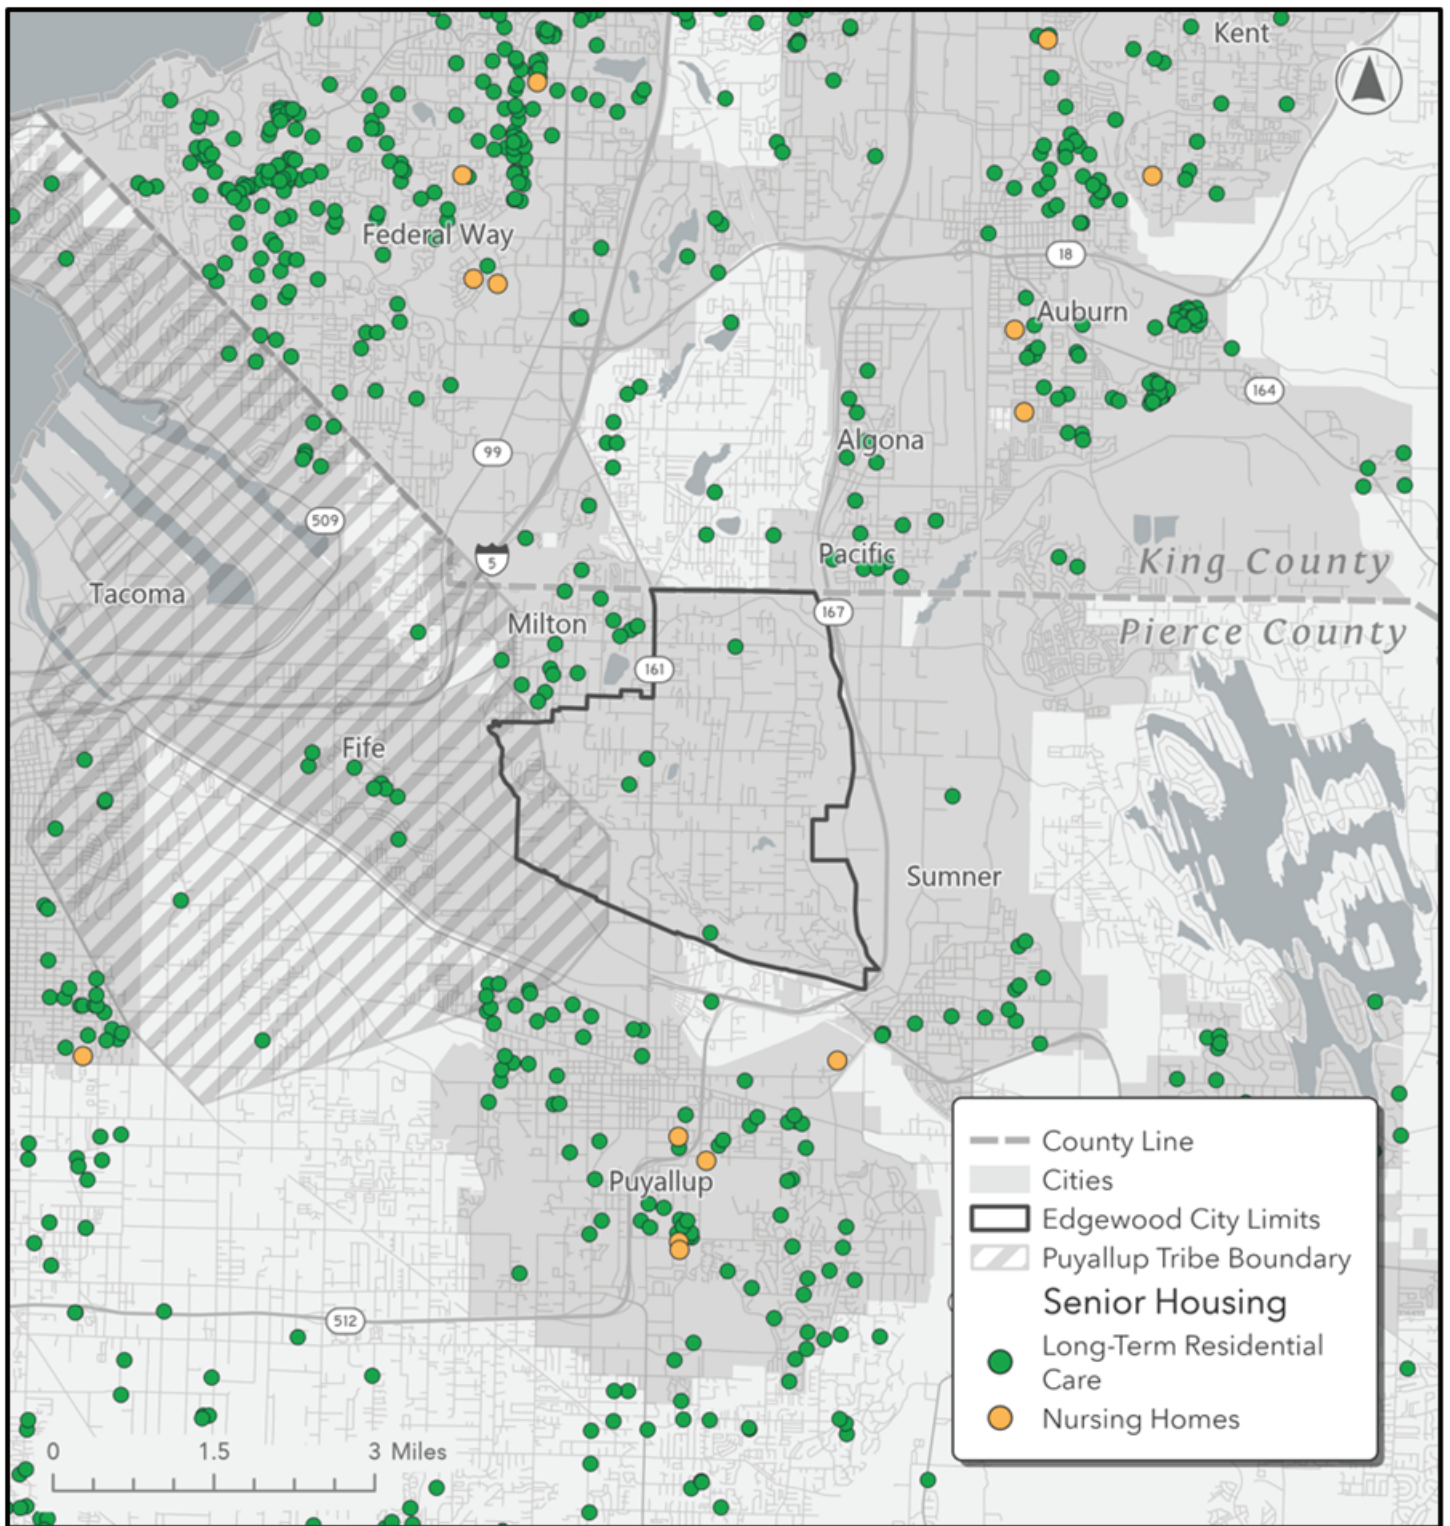 Kent
Federal Way
18
Auburn
164
Algona
99
509
5
Pacific
King County
Tacoma
Milton
167
Pierce County
161
Fife
Sumner
Puyallup
512
County Line
Cities
Edgewood City Limits
Puyallup Tribe Boundary
Senior Housing
Long-Term Residential
Care
Nursing Homes
0 1.5 3 Miles